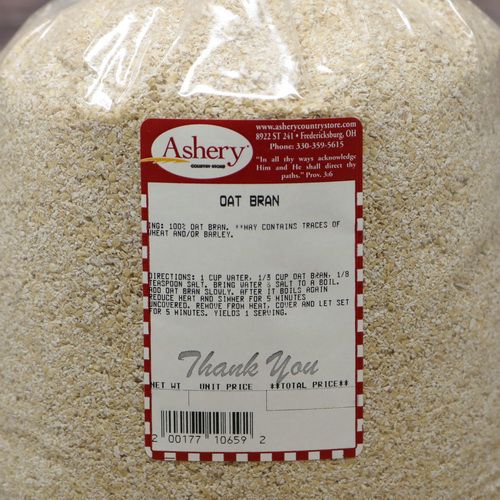 Ashery
COUNTRY STORE
www.asherycountrystore.com
8922 ST 241 • Fredericksburg, OH
Phone: 330-359-5615
"In all thy ways acknowledge
Him and He shall direct thy
paths." Prov. 3:6
OAT BRAN
ING: 100% OAT BRAN. **MAY CONTAINS TRACES OF
WHEAT AND/OR BARLEY.
DIRECTIONS: 1 CUP WATER, 1/3 CUP OAT BRAN, 1/8
TEASPOON SALT. BRING WATER & SALT TO A BOIL.
ADD OAT BRAN SLOWLY. AFTER IT BOILS AGAIN
REDUCE HEAT AND SIMMER FOR 5 MINUTES
UNCOVERED. REMOVE FROM HEAT, COVER AND LET SET
FOR 5 MINUTES. YIELDS 1 SERVING.
Thank You
NET WT UNIT PRICE **TOTAL PRICE**
2 00177 10659 2